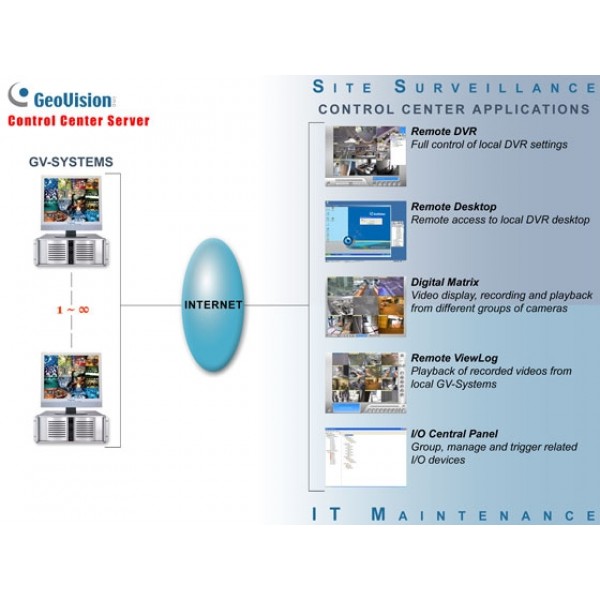 GeoVision
Control Center Server
GV-SYSTEMS
1 ~ ∞
INTERNET
SITE SURVEILLANCE
CONTROL CENTER APPLICATIONS
Remote DVR
Full control of local DVR settings
Remote Desktop
Remote access to local DVR desktop
Digital Matrix
Video display, recording and playback
from different groups of cameras
Remote ViewLog
Playback of recorded videos from
local GV-Systems
I/O Central Panel
Group, manage and trigger related
I/O devices
IT MAINTENANCE